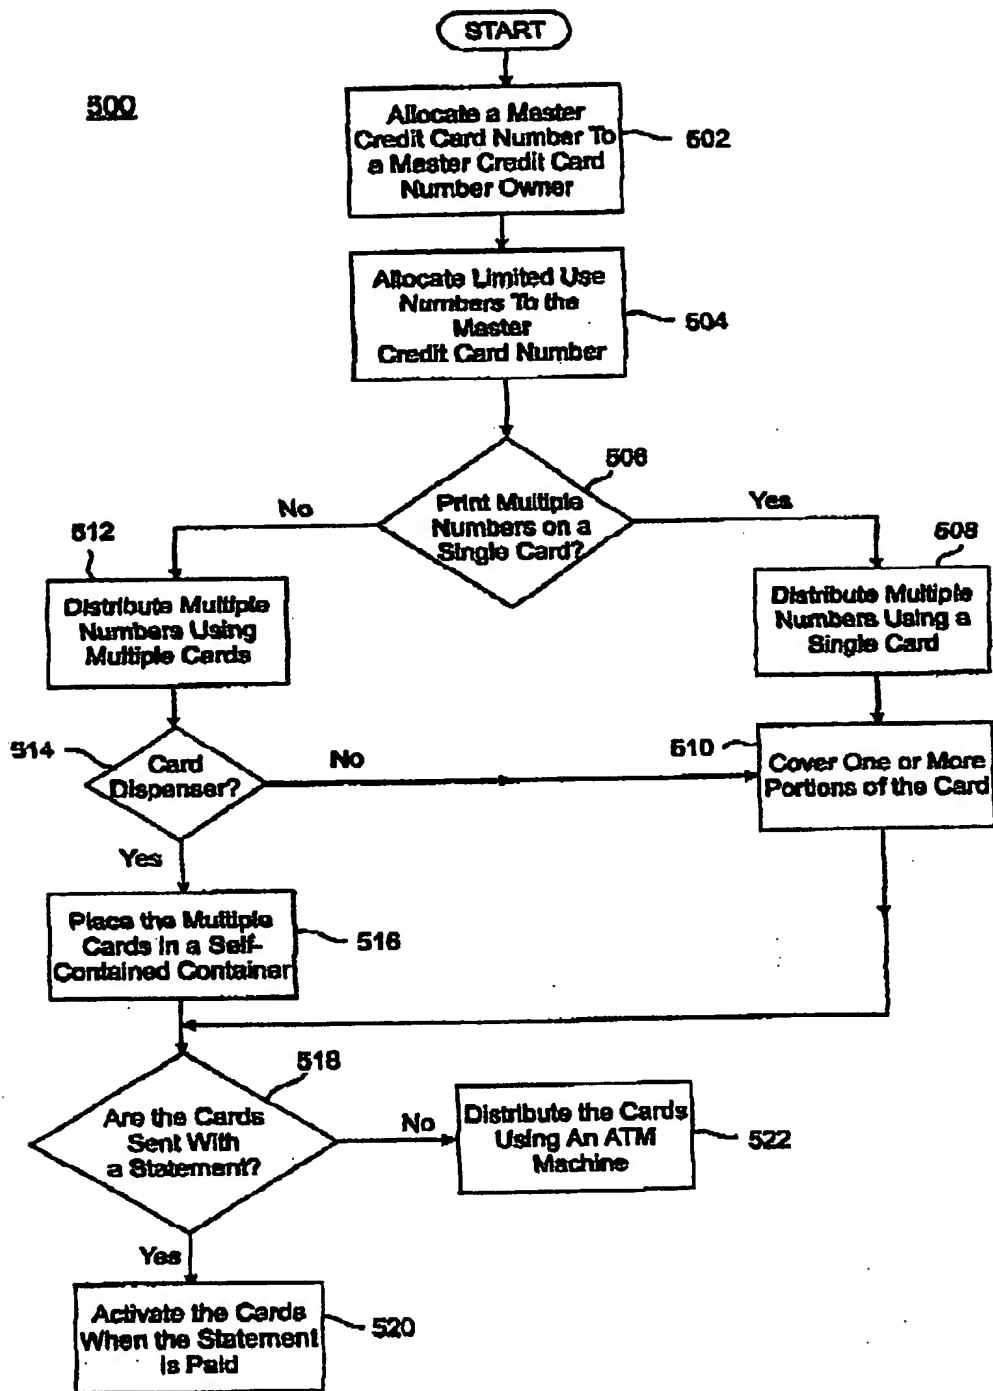 START
500
Allocate a Master
Credit Card Number To
a Master Credit Card
Number Owner
502
Allocate Limited Use
Numbers To the
Master
Credit Card Number
504
506
Print Multiple
Numbers on a
Single Card?
No
Yes
512
508
Distribute Multiple
Numbers Using
Multiple Cards
Distribute Multiple
Numbers Using a
Single Card
514
Card
Dispenser?
No
510
Cover One or More
Portions of the Card
Yes
Place the Multiple
Cards in a Self-
Contained Container
516
518
Are the Cards
Sent With
a Statement?
No
Distribute the Cards
Using An ATM
Machine
522
Yes
Activate the Cards
When the Statement
is Paid
520